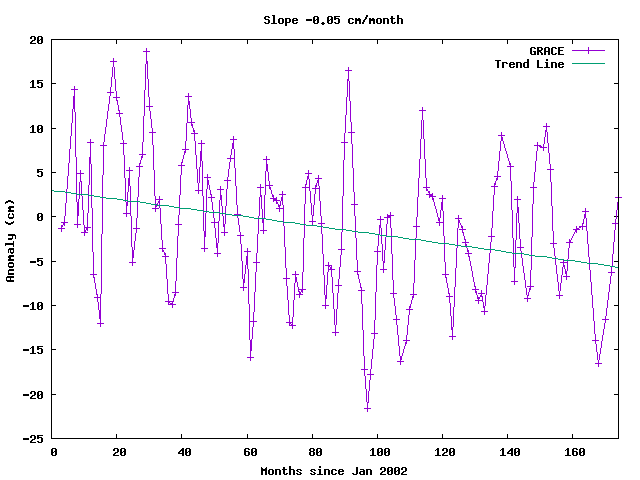 Slope -0.05 cm/month
GRACE
Trend Line
20
15
10
5
0
-5
-10
-15
-20
-25
Anomaly (cm)
0 20 40 60 80 100 120 140 160
Months since Jan 2002